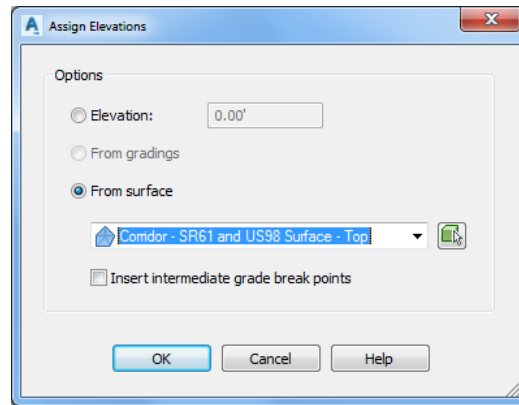 Assign Elevations
Options
Elevation: 0.00'
From gradings
From surface
Corridor - SR61 and US98 Surface - Top
Insert intermediate grade break points
OK Cancel Help